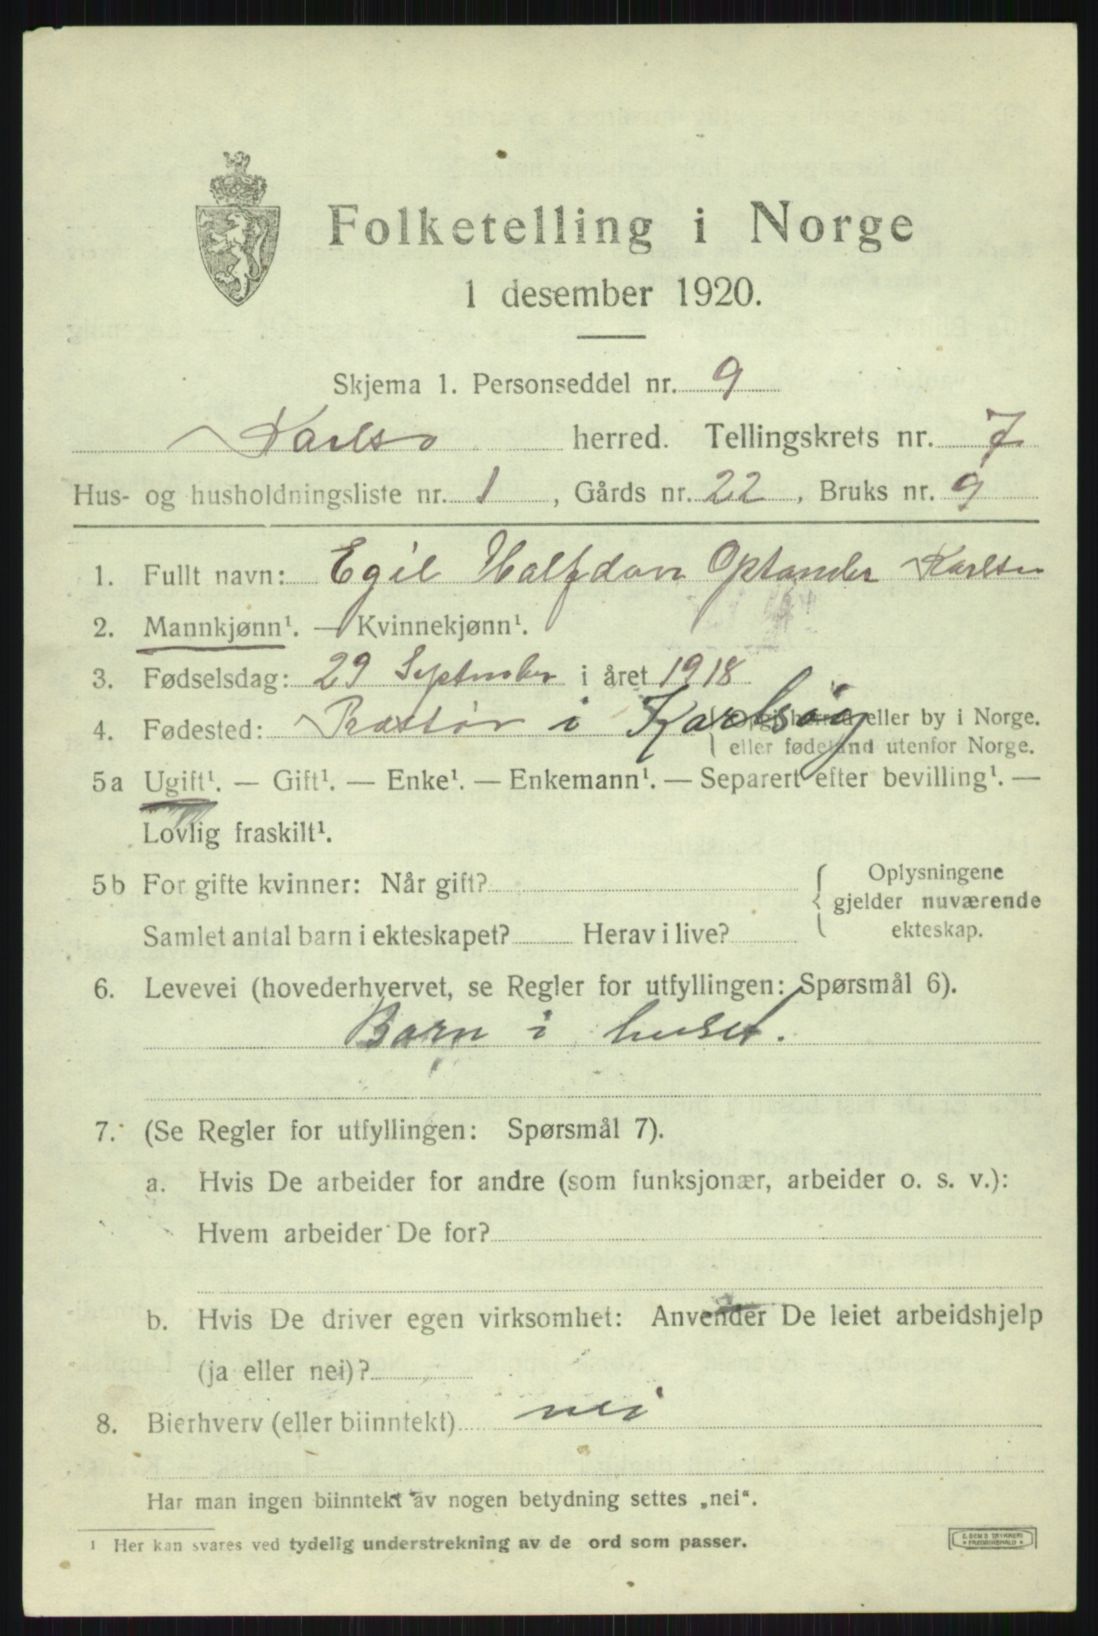 Folketelling i Norge
1 desember 1920.
Skjema 1. Personseddel nr. 9
Karlsø herred. Tellingskrets nr. 7
Hus- og husholdningsliste nr. 1, Gårds nr. 22, Bruks nr. 9
1. Fullt navn: Egil Halfdan Karlsen
2. Mannkjønn¹. — Kvinnekjønn¹.
3. Fødselsdag: 29 September i året 1918
4. Fødested: i Karlsøy eller by i Norge.
eller fødeland utenfor Norge.
5a Ugift¹. — Gift¹. — Enke¹. — Enkemann¹. — Separert efter bevilling¹. —
Lovlig fraskilt¹.
5b For gifte kvinner: Når gift? Oplysningene
gjelder nuværende
Samlet antal barn i ekteskapet? Herav i live? ekteskap.
6. Levevei (hovederhvervet, se Regler for utfyllingen: Spørsmål 6).
Barn i huset.
7. (Se Regler for utfyllingen: Spørsmål 7).
a. Hvis De arbeider for andre (som funksjonær, arbeider o. s. v.):
Hvem arbeider De for?
b. Hvis De driver egen virksomhet: Anvender De leiet arbeidshjelp
(ja eller nei)?
8. Bierhverv (eller biinntekt) nei
Har man ingen biinntekt av nogen betydning settes „nei“.
¹ Her kan svares ved tydelig understrekning av de ord som passer.